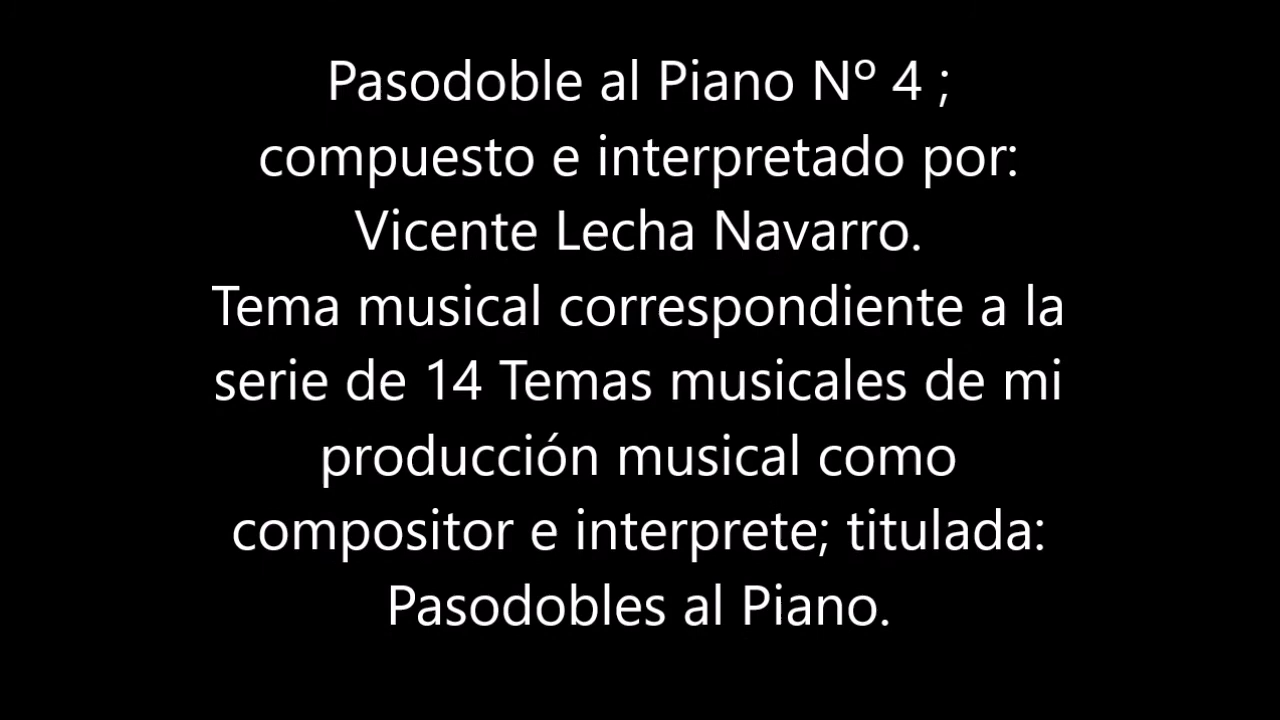 Pasodoble al Piano Nº 4 ;
compuesto e interpretado por:
Vicente Lecha Navarro.
Tema musical correspondiente a la
serie de 14 Temas musicales de mi
producción musical como
compositor e interprete; titulada:
Pasodobles al Piano.